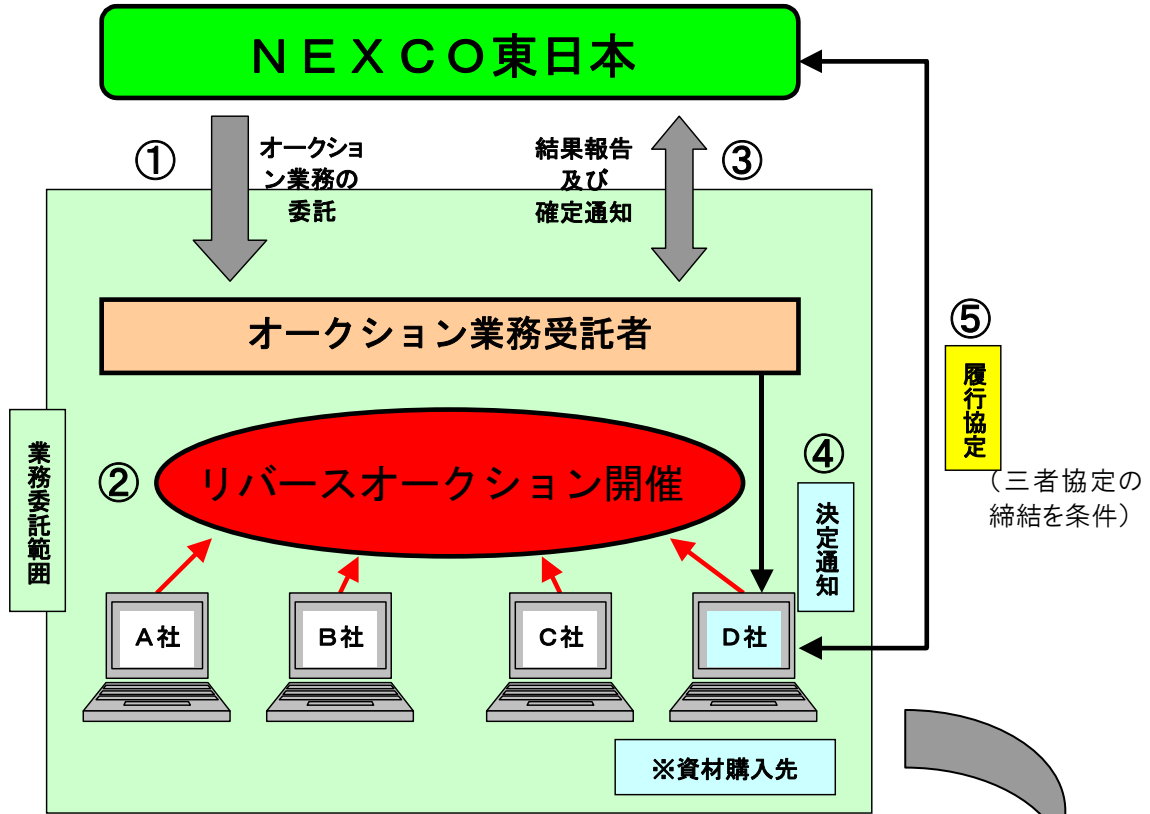 ＮＥＸＣＯ東日本
①
オークショ
ン業務の
委託
結果報告
及び
確定通知
③
オークション業務受託者
⑤
履行協定
（三者協定の
締結を条件）
業務委託範囲
②
リバースオークション開催
④
決定通知
Ａ社
Ｂ社
Ｃ社
Ｄ社
※資材購入先